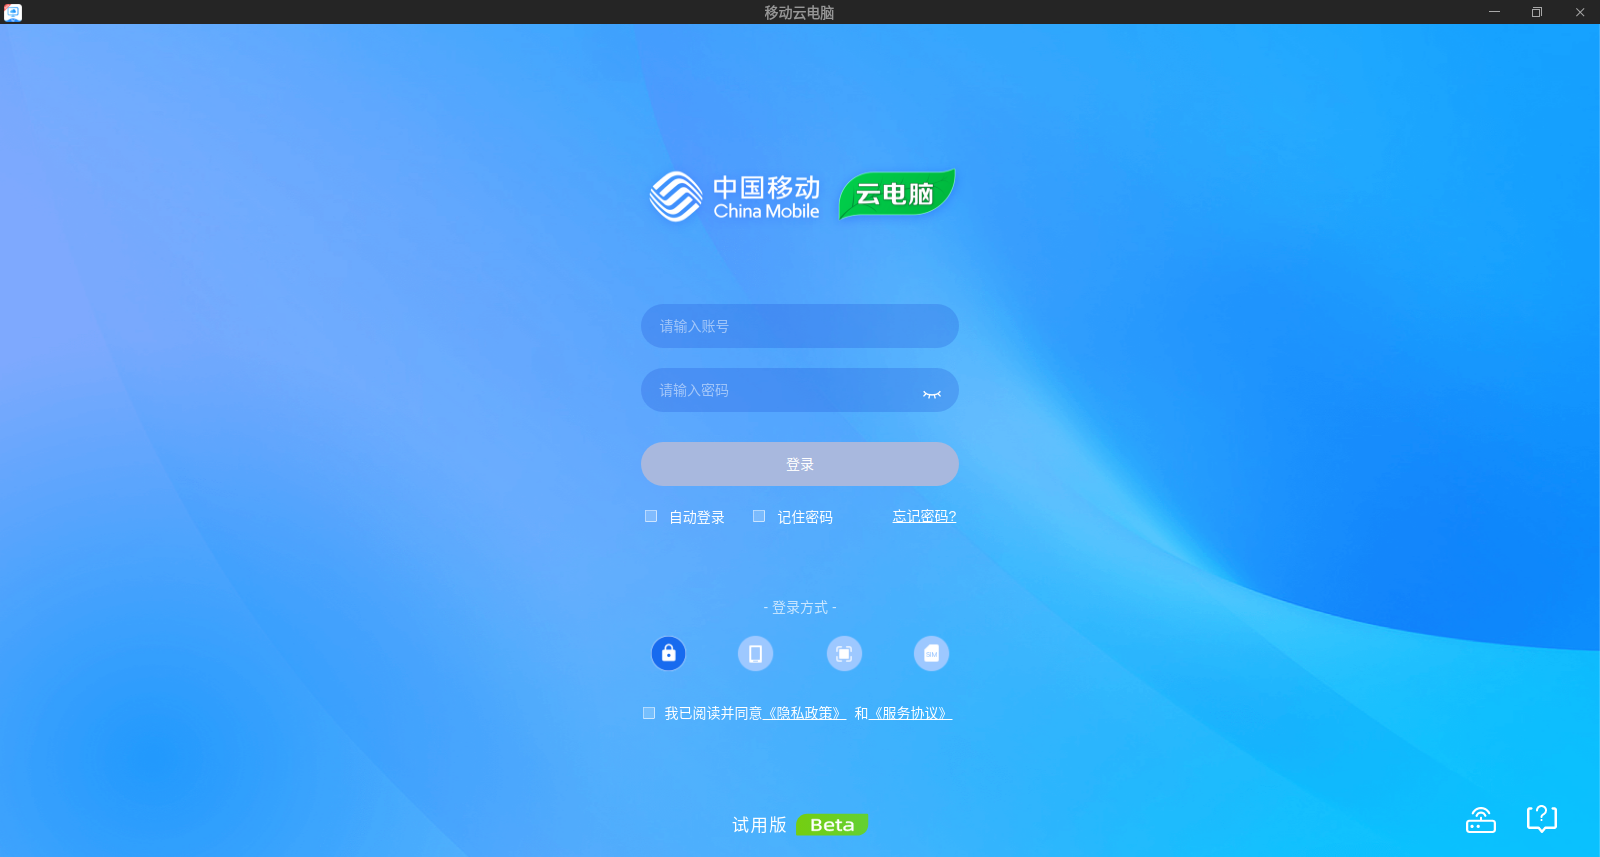 移动云电脑
中国移动
China Mobile
云电脑
请输入账号
请输入密码
登录
自动登录 记住密码 忘记密码?
- 登录方式 -
SIM
我已阅读并同意《隐私政策》 和《服务协议》
试用版 Beta